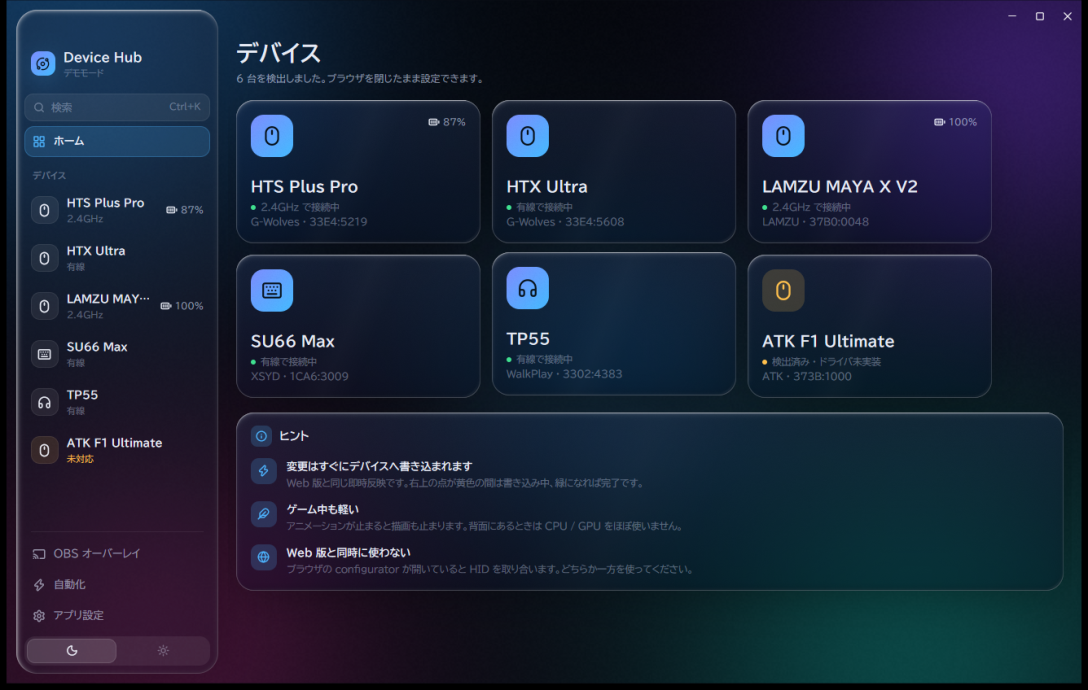 Device Hub
デモモード
検索 Ctrl+K
ホーム
デバイス
HTS Plus Pro
2.4GHz
87%
HTX Ultra
有線
LAMZU MAY…
2.4GHz
100%
SU66 Max
有線
TP55
有線
ATK F1 Ultimate
未対応
OBS オーバーレイ
自動化
アプリ設定
デバイス
6 台を検出しました。ブラウザを閉じたまま設定できます。
87%
HTS Plus Pro
2.4GHz で接続中
G-Wolves・33E4:5219
HTX Ultra
有線で接続中
G-Wolves・33E4:5608
100%
LAMZU MAYA X V2
2.4GHz で接続中
LAMZU・37B0:0048
SU66 Max
有線で接続中
XSYD・1CA6:3009
TP55
有線で接続中
WalkPlay・3302:4383
ATK F1 Ultimate
検出済み・ドライバ未実装
ATK・373B:1000
ヒント
変更はすぐにデバイスへ書き込まれます
Web 版と同じ即時反映です。右上の点が黄色の間は書き込み中、緑になれば完了です。
ゲーム中も軽い
アニメーションが止まると描画も止まります。背面にあるときは CPU / GPU をほぼ使いません。
Web 版と同時に使わない
ブラウザの configurator が開いていると HID を取り合います。どちらか一方を使ってください。